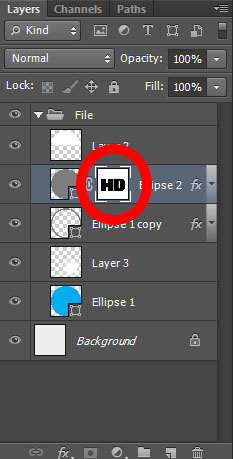 Layers Channels Paths
Kind
Normal Opacity: 100%
Lock: Fill: 100%
File
Layer 2
HD Ellipse 2 fx
Ellipse 1 copy fx
Layer 3
Ellipse 1
Background
fx